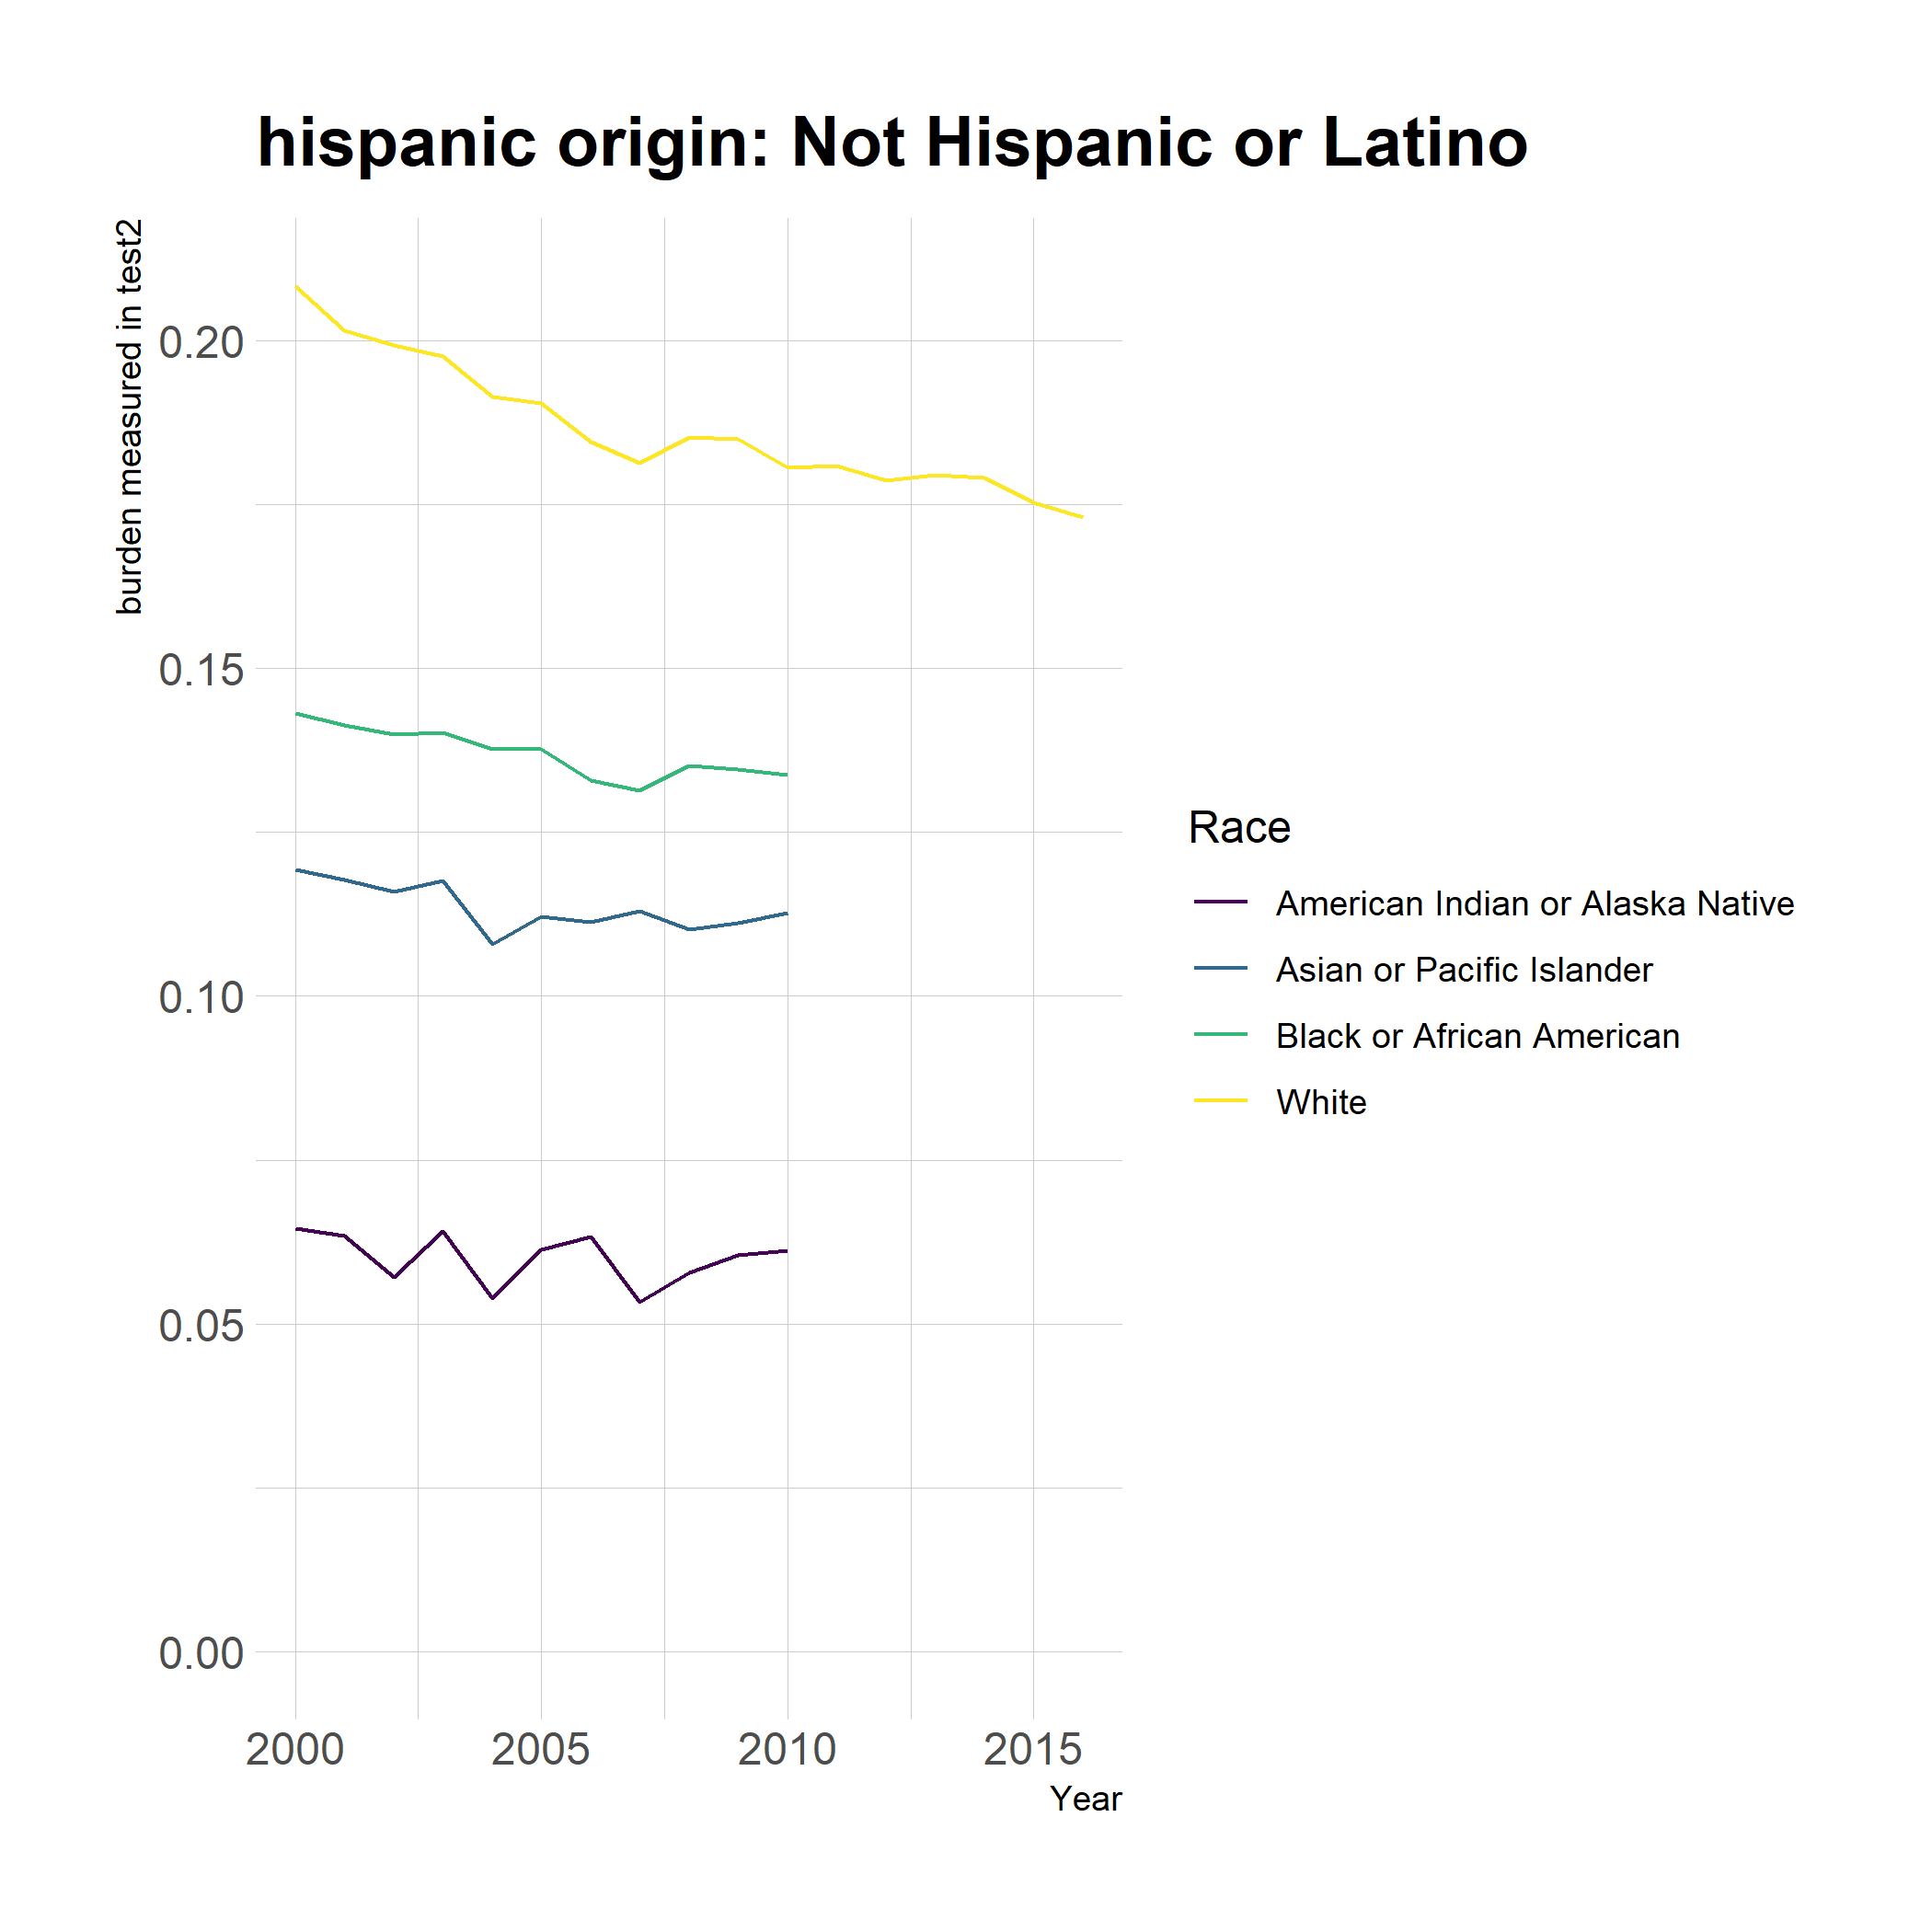 hispanic origin: Not Hispanic or Latino
burden measured in test2
0.20
0.15
0.10
0.05
0.00
2000 2005 2010 2015
Year
Race
American Indian or Alaska Native
Asian or Pacific Islander
Black or African American
White